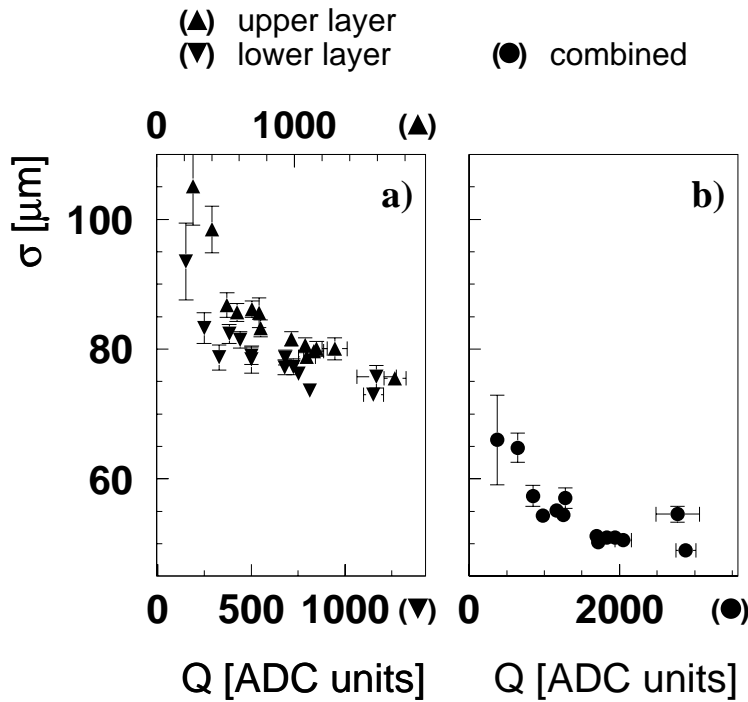 (▲) upper layer
(▼) lower layer (●) combined
0 1000 (▲)
σ [μm]
a) b)
100
80
60
0 500 1000 (▼) 0 2000 (●)
Q [ADC units] Q [ADC units]